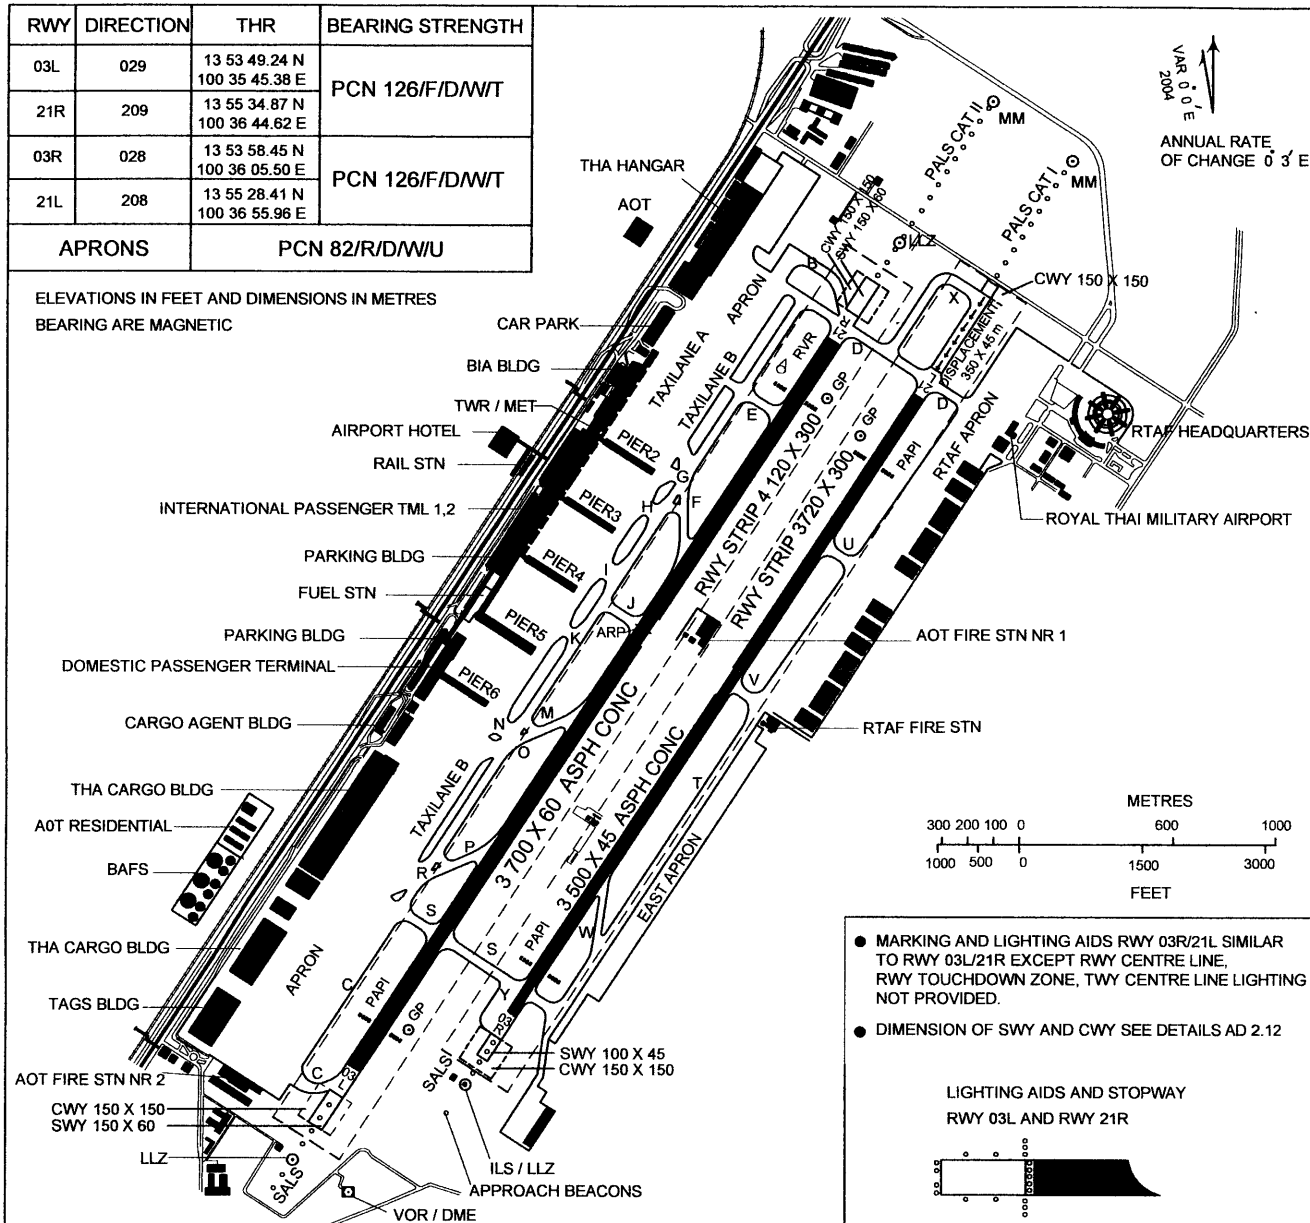 RWY DIRECTION THR BEARING STRENGTH
03L 029 13 53 49.24 N
100 35 45.38 E
PCN 126/F/D/W/T
21R 209 13 55 34.87 N
100 36 44.62 E
03R 028 13 53 58.45 N
100 36 05.50 E
PCN 126/F/D/W/T
21L 208 13 55 28.41 N
100 36 55.96 E
APRONS PCN 82/R/D/W/U
ELEVATIONS IN FEET AND DIMENSIONS IN METRES
BEARING ARE MAGNETIC
VAR 0° 0' E
2004
ANNUAL RATE
OF CHANGE 0° 3' E
THA HANGAR
AOT
CAR PARK
BIA BLDG
TWR / MET
AIRPORT HOTEL
RAIL STN
INTERNATIONAL PASSENGER TML 1,2
PARKING BLDG
FUEL STN
PARKING BLDG
DOMESTIC PASSENGER TERMINAL
CARGO AGENT BLDG
THA CARGO BLDG
A0T RESIDENTIAL
BAFS
THA CARGO BLDG
TAGS BLDG
AOT FIRE STN NR 2
CWY 150 X 150
SWY 150 X 60
LLZ
SALS
VOR / DME
APPROACH BEACONS
ILS / LLZ
SALS
SWY 100 X 45
CWY 150 X 150
PALS CAT II
MM
PALS CAT I
MM
CWY 150 X 150
SWY 150 X 60
LLZ
CWY 150 X 150
DISPLACEMENT
350 X 45 m
B
X
21R
D
21L
D
RVR
GP
GP
E
PAPI
TAXILANE A
APRON
TAXILANE B
PIER2
PIER3
PIER4
PIER5
PIER6
G
F
H
I
J
K
ARP
M
N
O
P
R
S
S
TAXILANE B
APRON
C
C
PAPI
GP
03L
Y
03R
PAPI
W
T
U
V
RWY STRIP 4 120 X 300
RWY STRIP 3720 X 300
3 700 X 60 ASPH CONC
3 500 X 45 ASPH CONC
EAST APRON
RTAF APRON
RTAF HEADQUARTERS
ROYAL THAI MILITARY AIRPORT
AOT FIRE STN NR 1
RTAF FIRE STN
METRES
300 200 100 0 600 1000
1000 500 0 1500 3000
FEET
● MARKING AND LIGHTING AIDS RWY 03R/21L SIMILAR
TO RWY 03L/21R EXCEPT RWY CENTRE LINE,
RWY TOUCHDOWN ZONE, TWY CENTRE LINE LIGHTING
NOT PROVIDED.
● DIMENSION OF SWY AND CWY SEE DETAILS AD 2.12
LIGHTING AIDS AND STOPWAY
RWY 03L AND RWY 21R